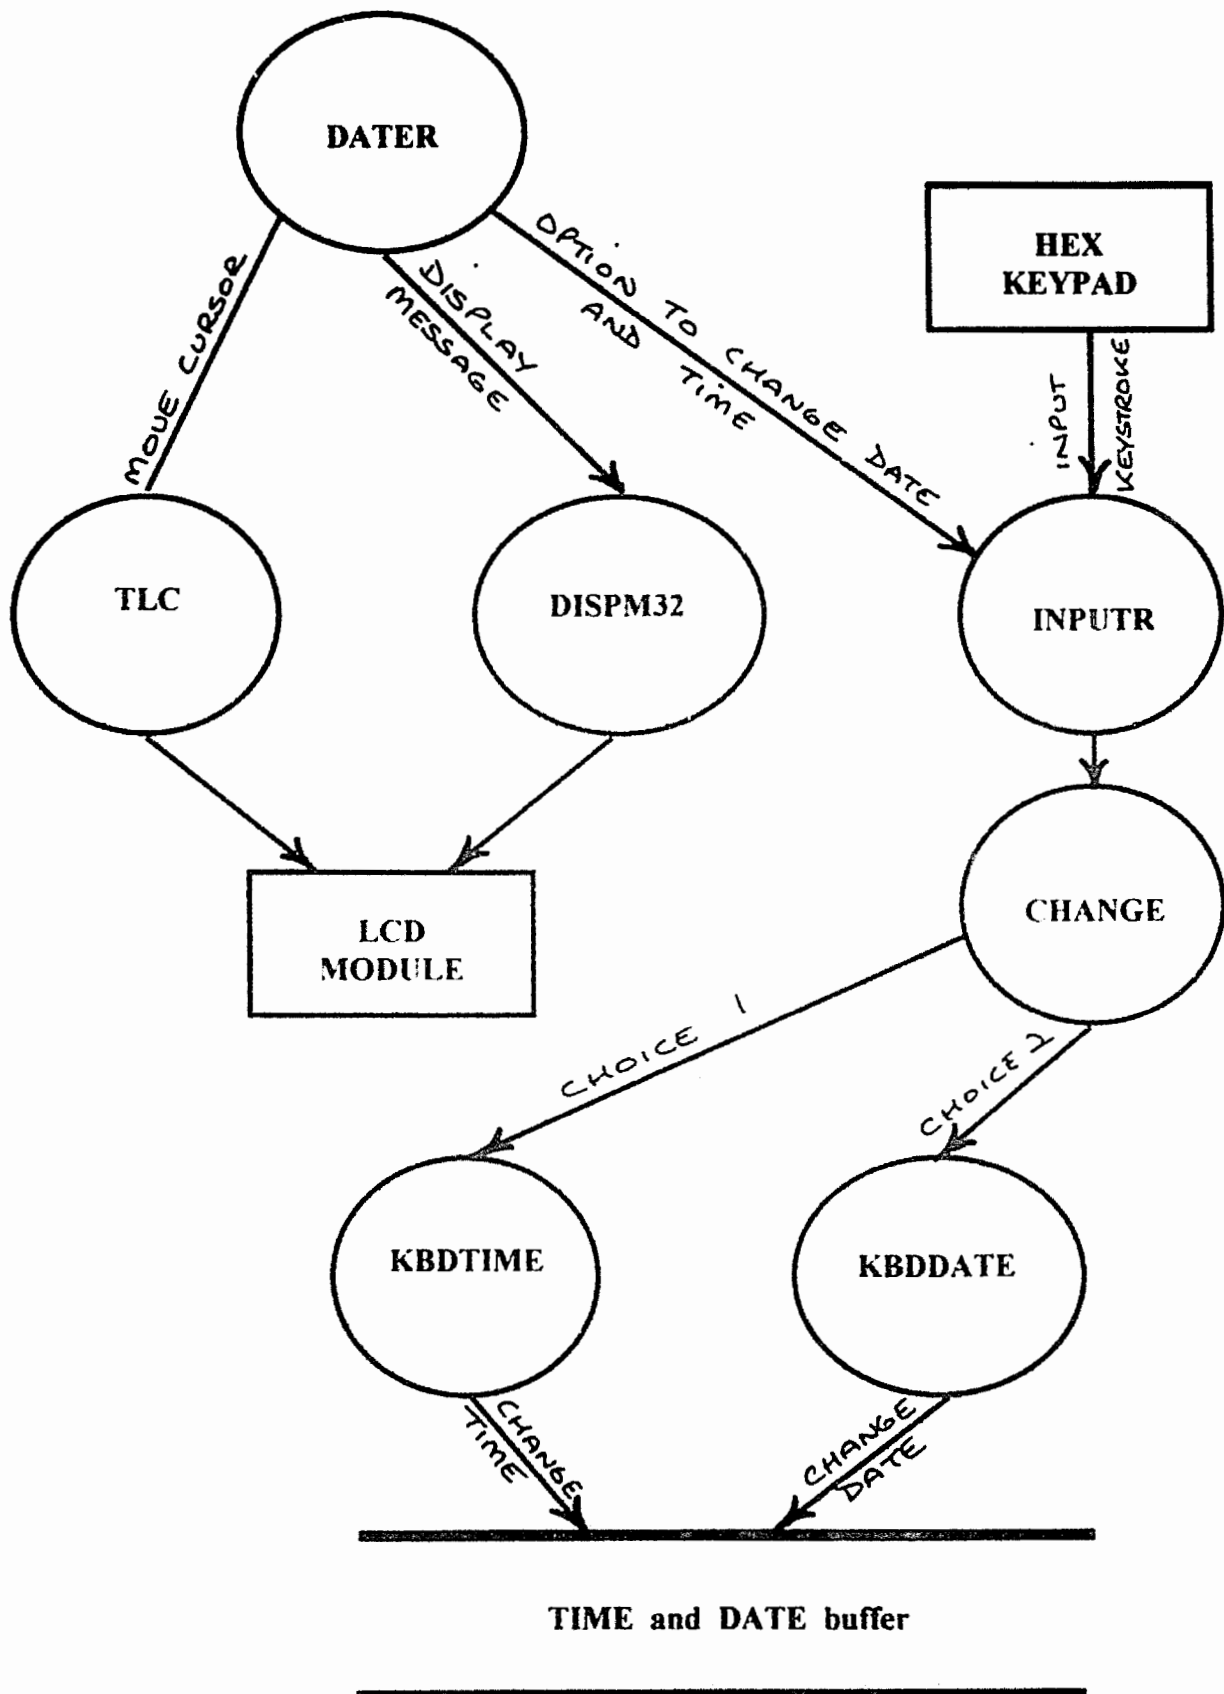 DATER
HEX
KEYPAD
MOVE CURSOR
DISPLAY
MESSAGE
OPTION TO CHANGE DATE
AND TIME
INPUT
KEYSTROKE
TLC
DISPM32
INPUTR
LCD
MODULE
CHANGE
CHOICE 1
CHOICE 2
KBDTIME
KBDDATE
CHANGE
TIME
CHANGE
DATE
TIME and DATE buffer